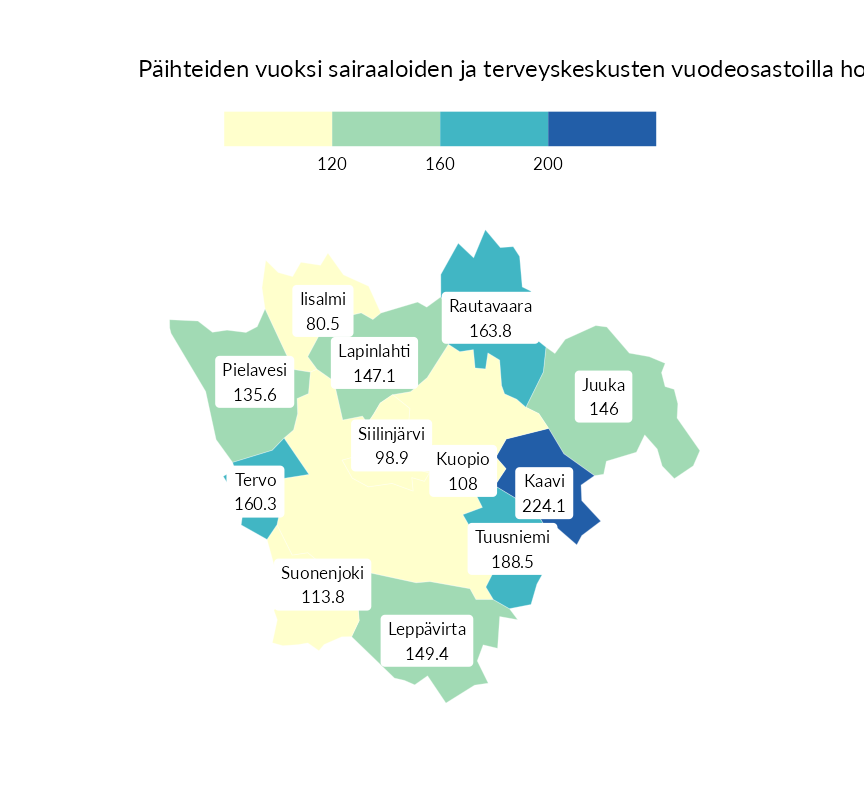 Päihteiden vuoksi sairaaloiden ja terveyskeskusten vuodeosastoilla ho
120 160 200
Iisalmi
80.5
Rautavaara
163.8
Lapinlahti
147.1
Pielavesi
135.6
Juuka
146
Siilinjärvi
98.9
Kuopio
108
Tervo
160.3
Kaavi
224.1
Tuusniemi
188.5
Suonenjoki
113.8
Leppävirta
149.4